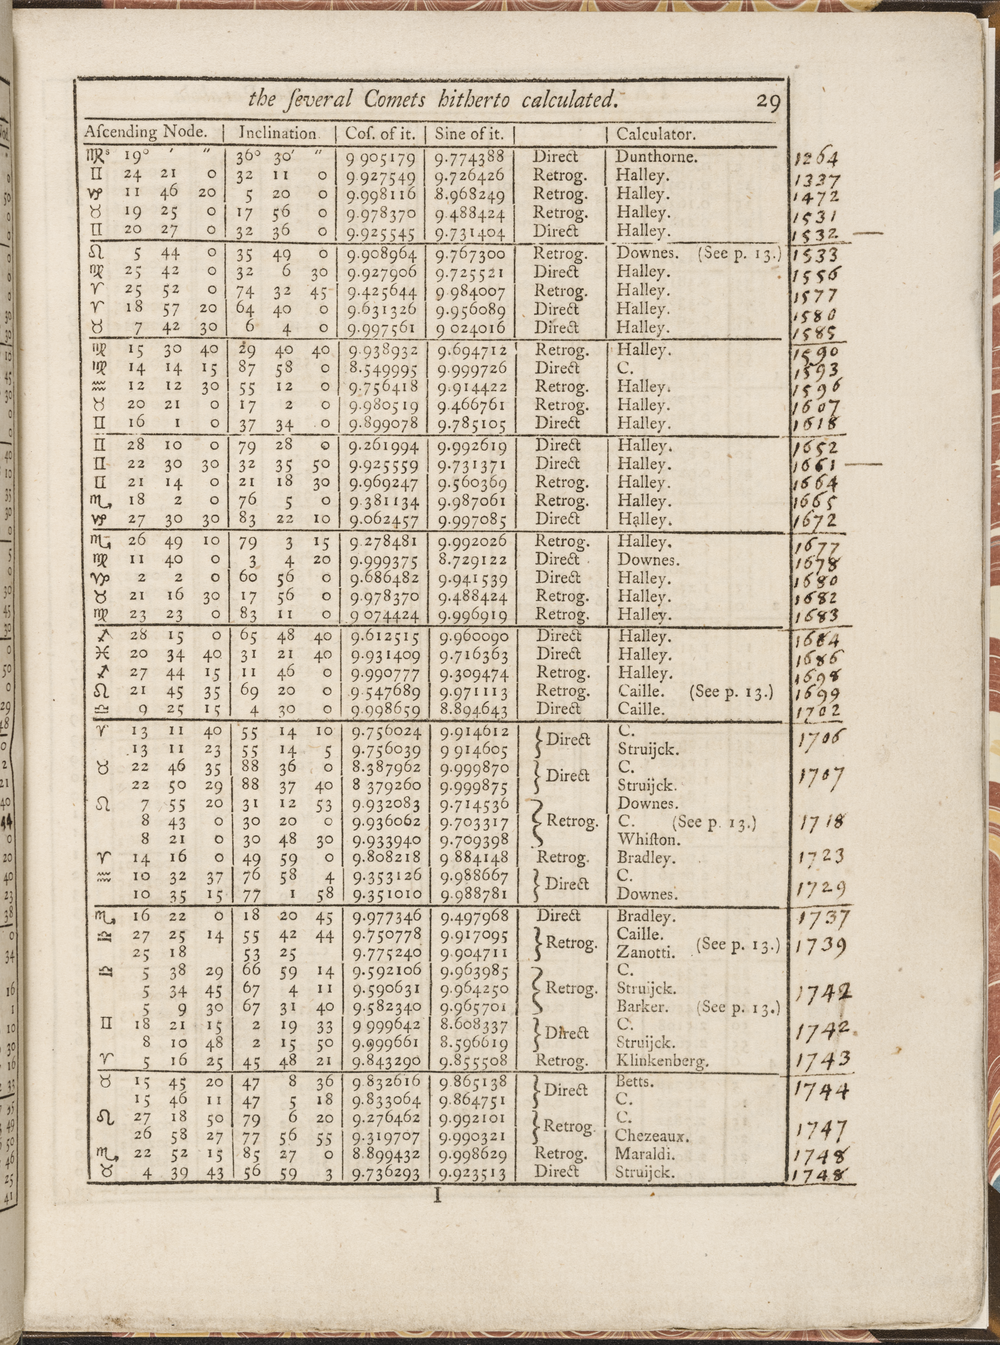 the ſeveral Comets hitherto calculated. 29
Aſcending Node. | Inclination. | Coſ. of it. | Sine of it. | | Calculator.
♍ˢ 19° ′ ″ | 36° 30′ ″ | 9 905179 | 9.774388 | Direct | Dunthorne. 1264
♊ 24 21 0 | 32 11 0 | 9.927549 | 9.726426 | Retrog. | Halley. 1337
♑ 11 46 20 | 5 20 0 | 9.998116 | 8.968249 | Retrog. | Halley. 1472
♉ 19 25 0 | 17 56 0 | 9.978370 | 9.488424 | Retrog. | Halley. 1531
♊ 20 27 0 | 32 36 0 | 9.925545 | 9.731404 | Direct | Halley. 1532 —
♌ 5 44 0 | 35 49 0 | 9.908964 | 9.767300 | Retrog. | Downes. (See p. 13.) 1533
♍ 25 42 0 | 32 6 30 | 9.927906 | 9.725521 | Direct | Halley. 1556
♈ 25 52 0 | 74 32 45 | 9.425644 | 9 984007 | Retrog. | Halley. 1577
♈ 18 57 20 | 64 40 0 | 9.631326 | 9.956089 | Direct | Halley. 1580
♉ 7 42 30 | 6 4 0 | 9.997561 | 9 024016 | Direct | Halley. 1585
♍ 15 30 40 | 29 40 40 | 9.938932 | 9.694712 | Retrog. | Halley. 1590
♍ 14 14 15 | 87 58 0 | 8.549995 | 9.999726 | Direct | C. 1593
♒ 12 12 30 | 55 12 0 | 9.756418 | 9.914422 | Retrog. | Halley. 1596
♉ 20 21 0 | 17 2 0 | 9.980519 | 9.466761 | Retrog. | Halley. 1607
♊ 16 1 0 | 37 34 0 | 9.899078 | 9.785105 | Direct | Halley. 1618
♊ 28 10 0 | 79 28 0 | 9.261994 | 9.992619 | Direct | Halley. 1652
♊ 22 30 30 | 32 35 50 | 9.925559 | 9.731371 | Direct | Halley. 1661 —
♊ 21 14 0 | 21 18 30 | 9.969247 | 9.560369 | Retrog. | Halley. 1664
♏ 18 2 0 | 76 5 0 | 9 381134 | 9.987061 | Retrog. | Halley. 1665
♑ 27 30 30 | 83 22 10 | 9.062457 | 9.997085 | Direct | Halley. 1672
♏ 26 49 10 | 79 3 15 | 9 278481 | 9.992026 | Retrog. | Halley. 1677
♍ 11 40 0 | 3 4 20 | 9.999375 | 8.729122 | Direct | Downes. 1678
♑ 2 2 0 | 60 56 0 | 9.686482 | 9.941539 | Direct | Halley. 1680
♉ 21 16 30 | 17 56 0 | 9.978370 | 9.488424 | Retrog. | Halley. 1682
♍ 23 23 0 | 83 11 0 | 9 074424 | 9.996919 | Retrog. | Halley. 1683
♐ 28 15 0 | 65 48 40 | 9.612515 | 9.960090 | Direct | Halley. 1684
♓ 20 34 40 | 31 21 40 | 9.931409 | 9.716363 | Direct | Halley. 1686
♐ 27 44 15 | 11 46 0 | 9.990777 | 9.309474 | Retrog. | Halley. 1698
♌ 21 45 35 | 69 20 0 | 9 547689 | 9.971113 | Retrog. | Caille. (See p. 13.) 1699
♎ 9 25 15 | 4 30 0 | 9.998659 | 8.894643 | Direct | Caille. 1702
♈ 13 11 40 | 55 14 10 | 9.756024 | 9.914612 | } Direct | C. 1706
13 11 23 | 55 14 5 | 9.756039 | 9 914605 | Struijck.
♉ 22 46 35 | 88 36 0 | 8.387962 | 9.999870 | } Direct | C. 1707
22 50 29 | 88 37 40 | 8 379260 | 9.999875 | Struijck.
♌ 7 55 20 | 31 12 53 | 9.932083 | 9.714536 | Downes.
8 43 0 | 30 20 0 | 9.936062 | 9.703317 | } Retrog. | C. (See p. 13.) 1718
8 21 0 | 30 48 30 | 9.933940 | 9.709398 | Whiſton.
♈ 14 16 0 | 49 59 0 | 9.808218 | 9 884148 | Retrog. | Bradley. 1723
♒ 10 32 37 | 76 58 4 | 9.353126 | 9.988667 | } Direct | C. 1729
10 35 15 | 77 1 58 | 9.351010 | 9.988781 | Downes.
♏ 16 22 0 | 18 20 45 | 9.977346 | 9.497968 | Direct | Bradley. 1737
♎ 27 25 14 | 55 42 44 | 9.750778 | 9.917095 | } Retrog. | Caille. (See p. 13.) 1739
25 18 | 53 25 | 9.775240 | 9.904711 | Zanotti.
♎ 5 38 29 | 66 59 14 | 9.592106 | 9.963985 | C.
5 34 45 | 67 4 11 | 9.590631 | 9.964250 | } Retrog. | Struijck. 1742
5 9 30 | 67 31 40 | 9.582340 | 9.965701 | Barker. (See p. 13.)
♊ 18 21 15 | 2 19 33 | 9 999642 | 8.608337 | } Direct | C. 1742
8 10 48 | 2 15 50 | 9.999661 | 8.596619 | Struijck.
♈ 5 16 25 | 45 48 21 | 9.843290 | 9.855508 | Retrog. | Klinkenberg. 1743
♉ 15 45 20 | 47 8 36 | 9.832616 | 9.865138 | } Direct | Betts. 1744
15 46 11 | 47 5 18 | 9.833064 | 9.864751 | C.
♌ 27 18 50 | 79 6 20 | 9.276462 | 9.992101 | } Retrog. | C. 1747
26 58 27 | 77 56 55 | 9.319707 | 9.990321 | Chezeaux.
♏ 22 52 15 | 85 27 0 | 8.899432 | 9.998629 | Retrog. | Maraldi. 1748
♉ 4 39 43 | 56 59 3 | 9.736293 | 9.923513 | Direct | Struijck. 1748
I